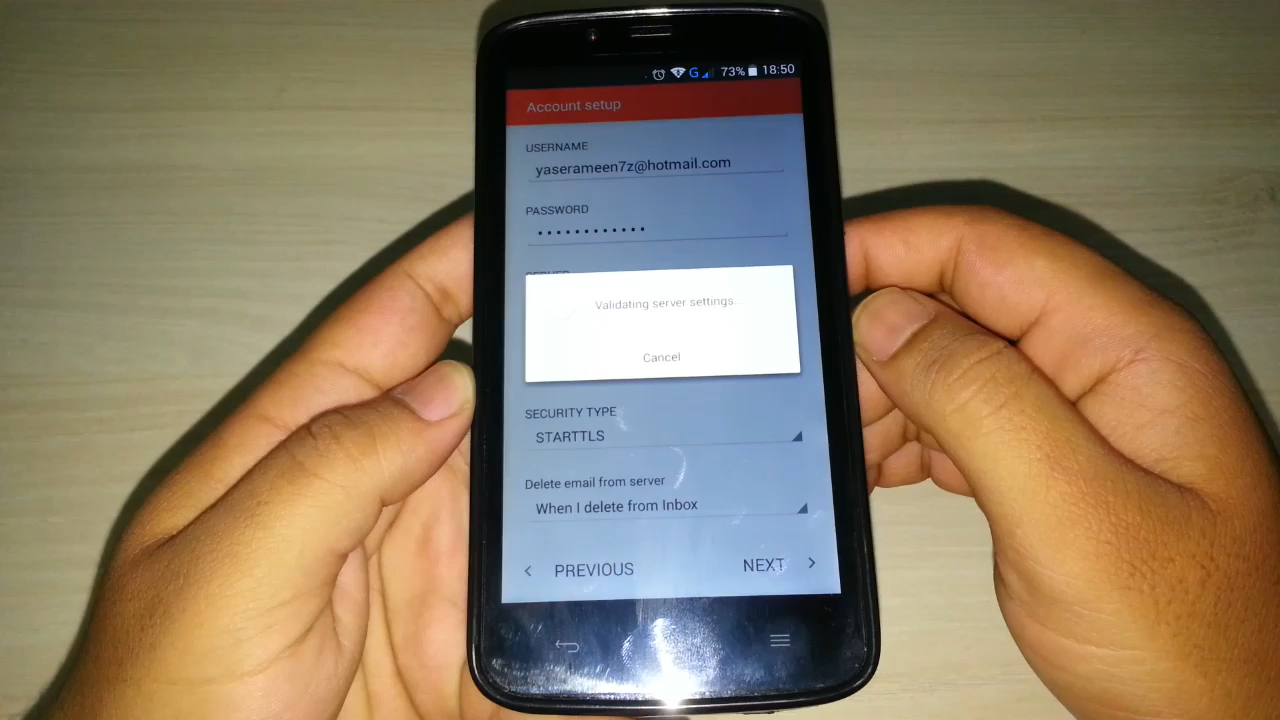 G 73% 18:50
Account setup
USERNAME
yaserameen7z@hotmail.com
PASSWORD
••••••••••••
SERVER
Validating server settings...
Cancel
SECURITY TYPE
STARTTLS
Delete email from server
When I delete from Inbox
PREVIOUS NEXT